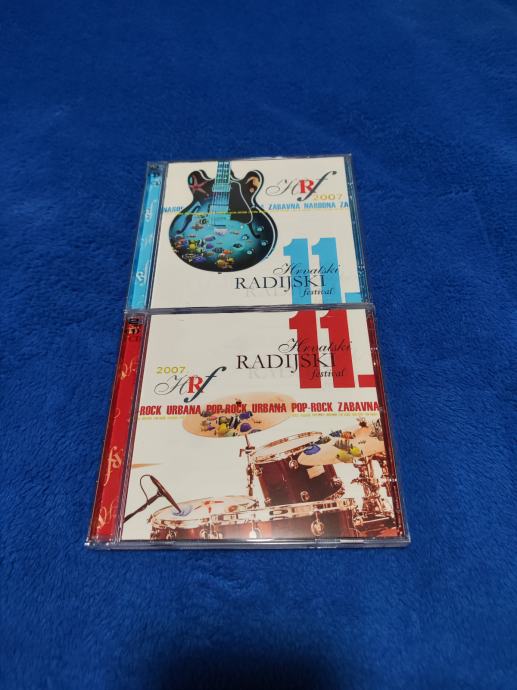 HRf
2007.
NAROD
A ZABAVNA NARODNA ZA
11.
Hrvatski
RADIJSKI
festival
11.
Hrvatski
RADIJSKI
festival
2007.
HRf
-ROCK URBANA POP-ROCK URBANA POP-ROCK ZABAVNA